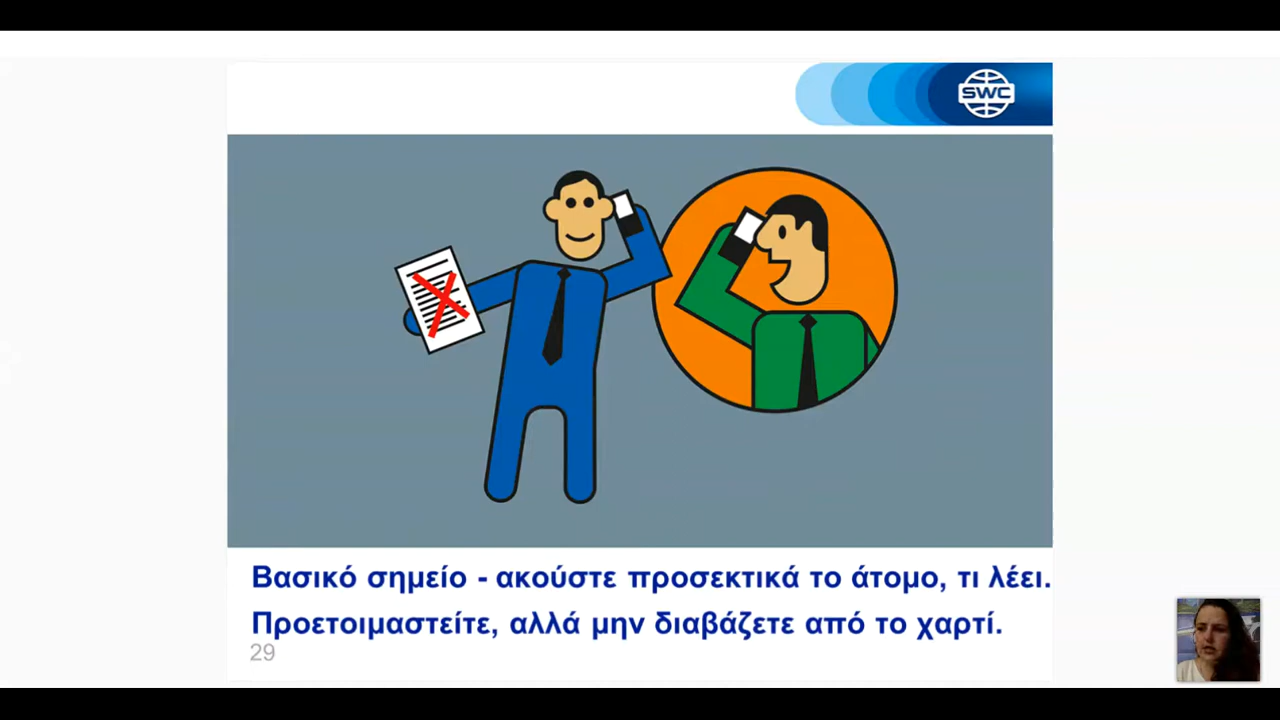 SWC
Βασικό σημείο - ακούστε προσεκτικά το άτομο, τι λέει.
Προετοιμαστείτε, αλλά μην διαβάζετε από το χαρτί.
29